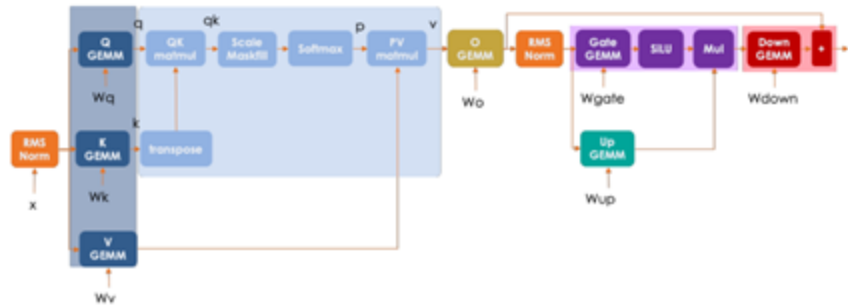 q
qk
p
v
Q
GEMM
QK
matmul
Scale
Maskfill
Softmax
PV
matmul
O
GEMM
RMS
Norm
Gate
GEMM
SiLU
Mul
Down
GEMM
+
Wq
Wo
Wgate
Wdown
k
RMS
Norm
K
GEMM
transpose
Up
GEMM
x
Wk
Wup
V
GEMM
Wv